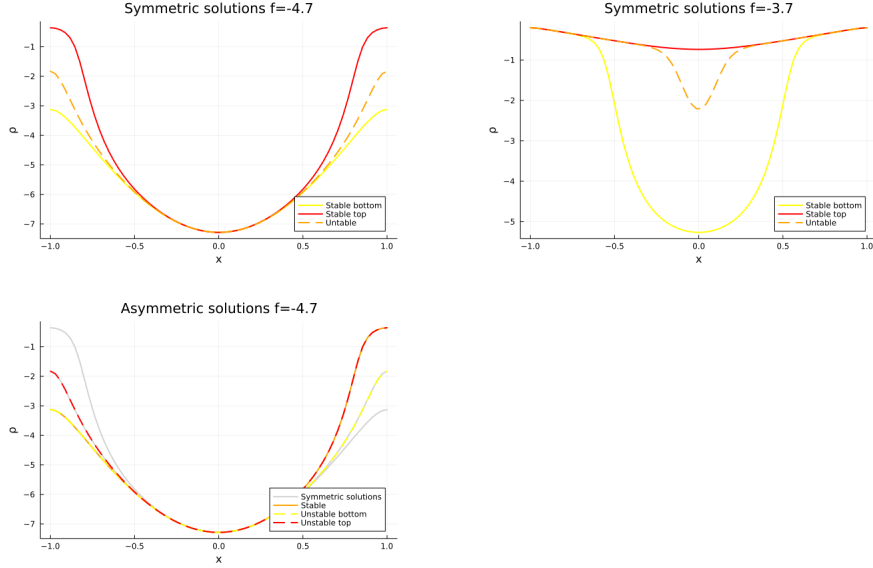 Symmetric solutions f=-4.7
−1
−2
−3
−4
−5
−6
−7
ρ
−1.0
−0.5
0.0
0.5
1.0
x
Stable bottom
Stable top
Untable
Symmetric solutions f=-3.7
−1
−2
−3
−4
−5
ρ
−1.0
−0.5
0.0
0.5
1.0
x
Stable bottom
Stable top
Untable
Asymmetric solutions f=-4.7
−1
−2
−3
−4
−5
−6
−7
ρ
−1.0
−0.5
0.0
0.5
1.0
x
Symmetric solutions
Stable
Unstable bottom
Unstable top